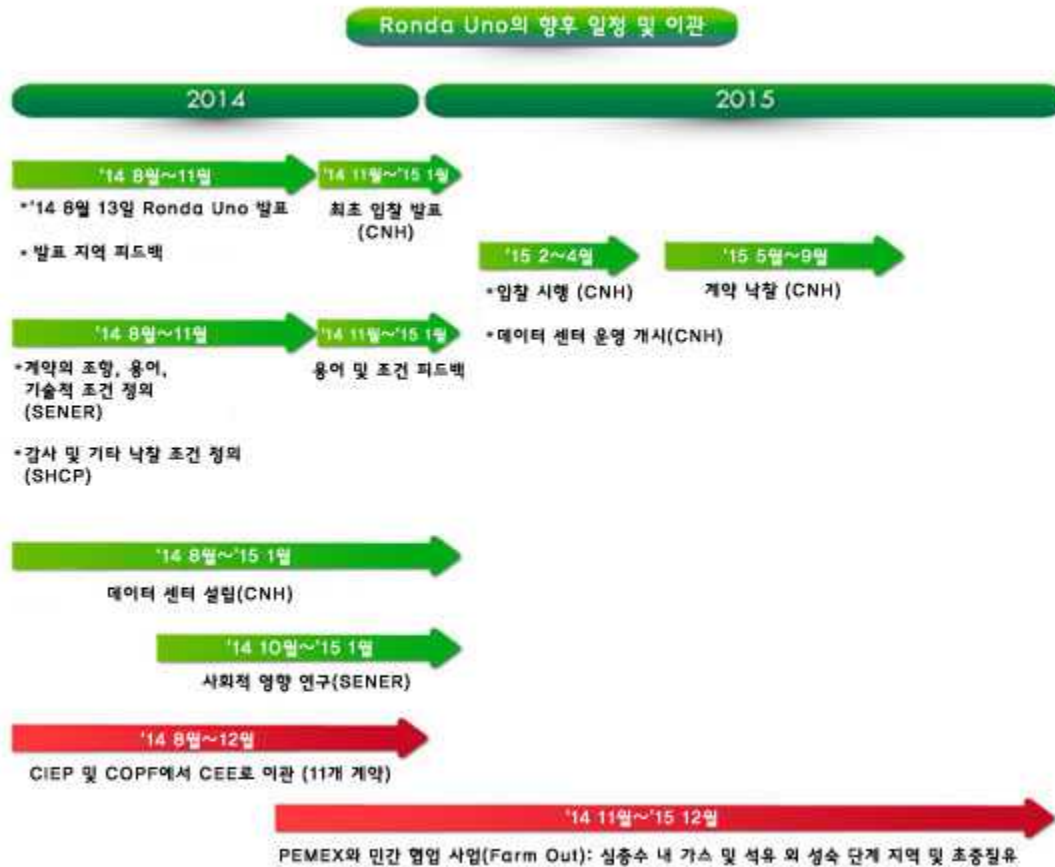 Ronda Uno의 향후 일정 및 이관
2014
2015
'14 8월~11월
'14 11월~'15 1월
*'14 8월 13일 Ronda Uno 발표
* 발표 지역 피드백
최초 입찰 발표
(CNH)
'15 2~4월
'15 5월~9월
*입찰 시행 (CNH)
*데이터 센터 운영 개시(CNH)
계약 낙찰 (CNH)
'14 8월~11월
'14 11월~'15 1월
*계약의 조항, 용어,
기술적 조건 정의
(SENER)
*감사 및 기타 낙찰 조건 정의
(SHCP)
용어 및 조건 피드백
'14 8월~'15 1월
데이터 센터 설립(CNH)
'14 10월~'15 1월
사회적 영향 연구(SENER)
'14 8월~12월
CIEP 및 COPF에서 CEE로 이관 (11개 계약)
'14 11월~'15 12월
PEMEX와 민간 협업 사업(Farm Out): 심층수 내 가스 및 석유 외 성숙 단계 지역 및 초중질유